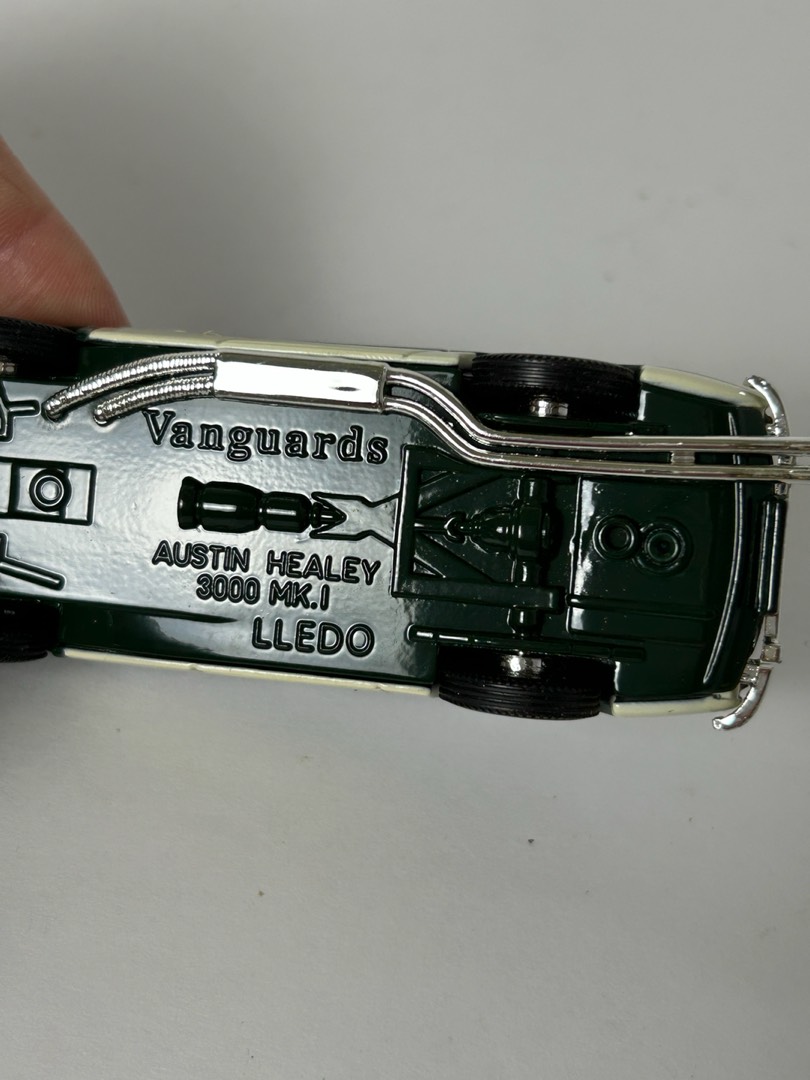 Vanguards
AUSTIN HEALEY
3000 MK.I
LLEDO